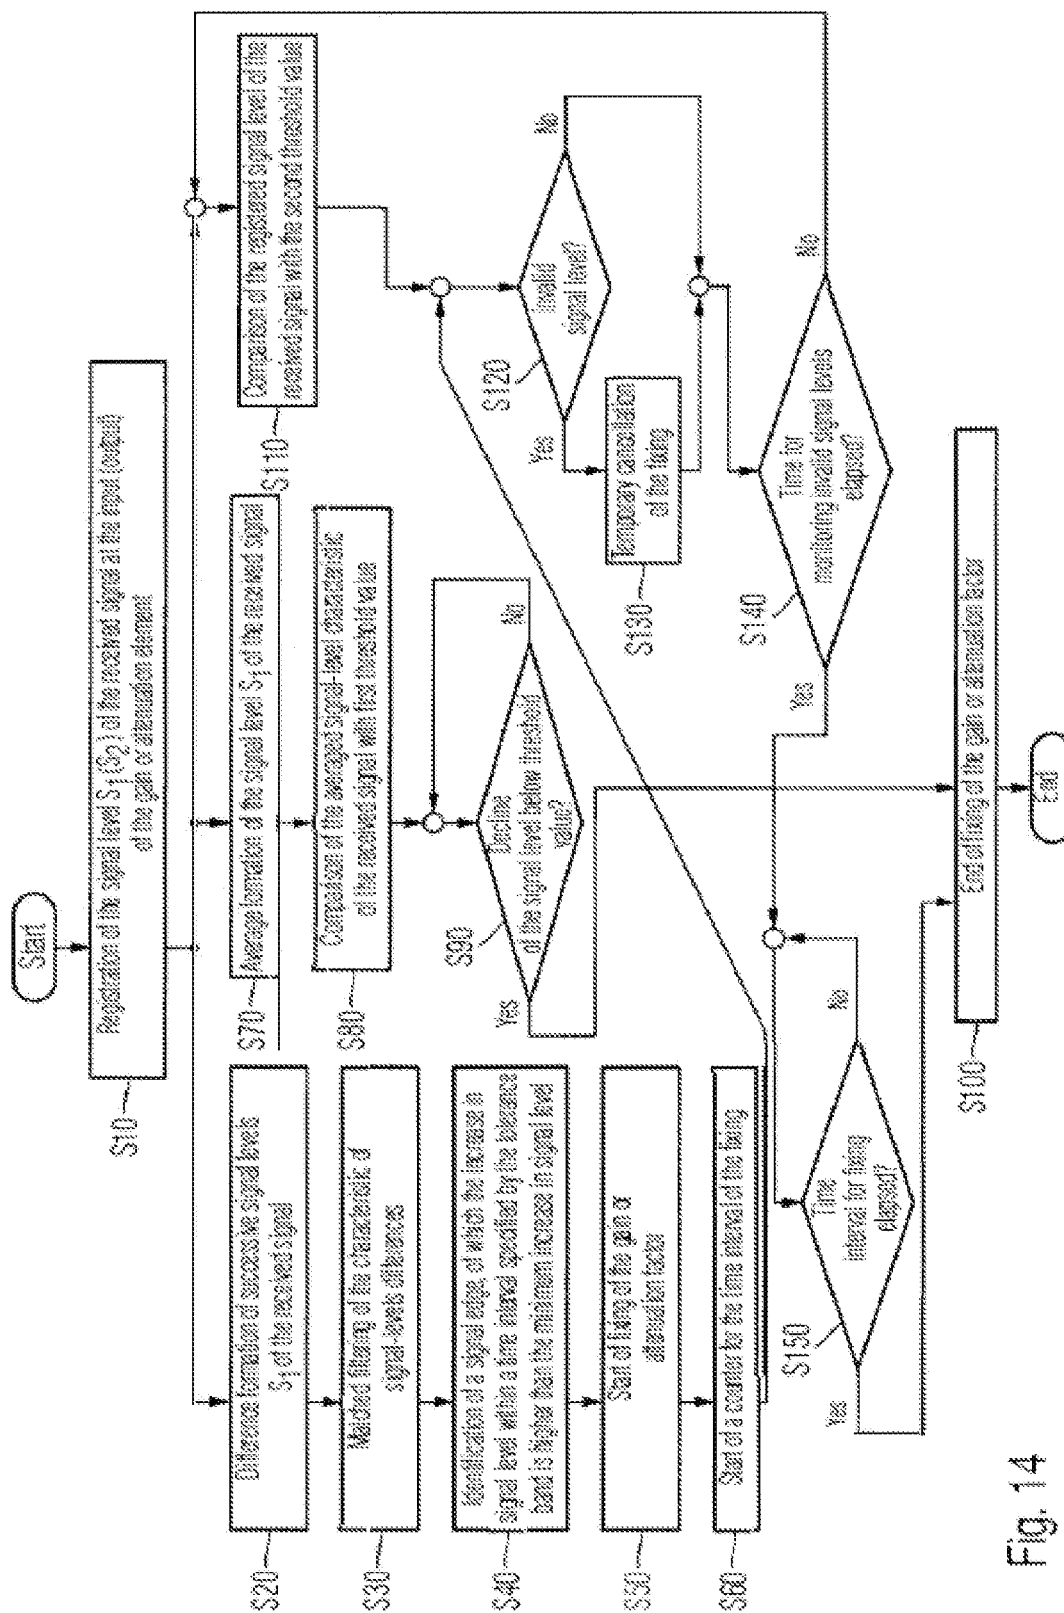 Start
Registration of the signal level S1(S2) of the received signal at the input (output)
of the gain or attenuation element
S10
Difference formation of successive signal levels
S1 of the received signal
S20
Matched filtering of the characteristic of
signal-levels differences
S30
Identification of a signal edge, of which the increase in
signal level within a time interval specified by the tolerance
band is higher than the minimum increase in signal level
S40
Start of fixing of the gain or
attenuation factor
S50
Start of a counter for the time interval of the fixing
S60
Average formation of the signal level S1 of the received signal
S70
Comparison of the averaged signal-level characteristic
of the received signal with first threshold value
S80
Decline
of the signal level below threshold
value?
S90
Yes
No
Comparison of the registered signal level of the
received signal with the second threshold value
S110
Invalid
signal level?
S120
Yes
No
Temporary cancellation
of the fixing
S130
Time for
monitoring invalid signal levels
elapsed?
S140
Yes
No
Time
interval for fixing
elapsed?
S150
Yes
No
End of fixing of the gain or attenuation factor
S100
End
Fig. 14